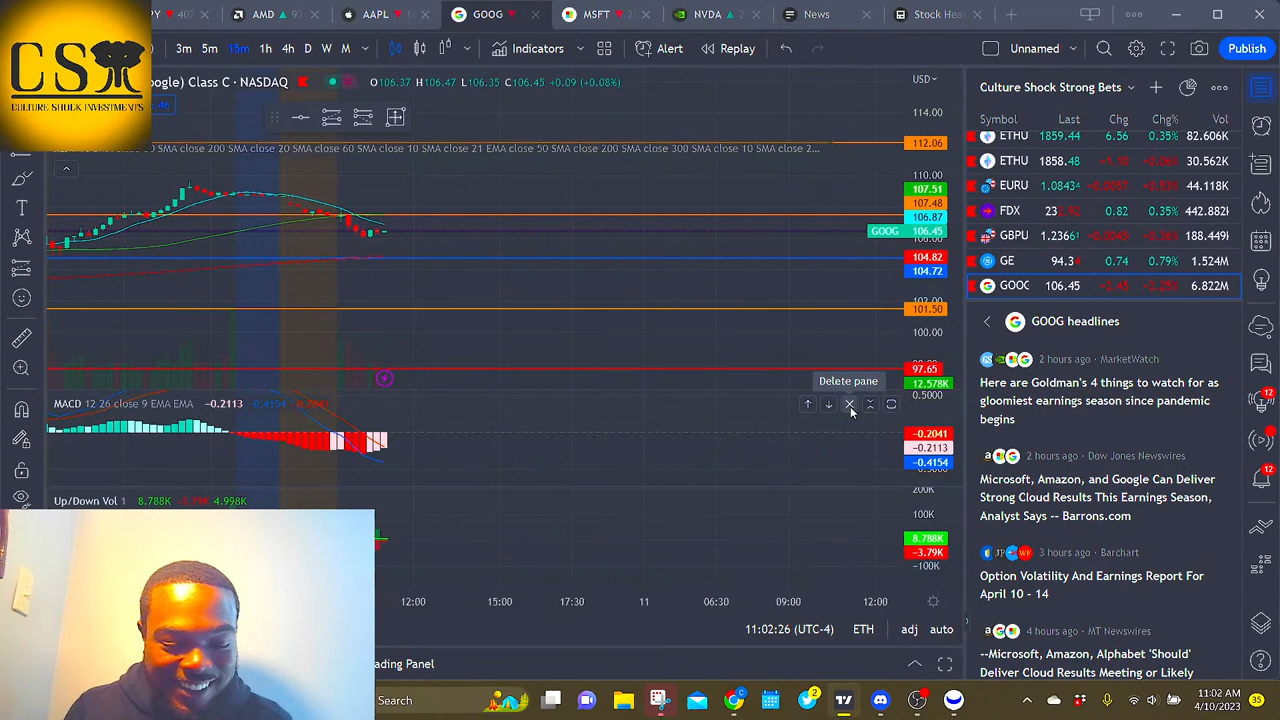 AMD
AAPL
GOOG
MSFT
NVDA
News
Stock Hea
CSI
CULTURE SHOCK INVESTMENTS
3m 5m 15m 1h 4h D W M
Indicators
Alert
Replay
Unnamed
Publish
oogle) Class C • NASDAQ
O106.37 H106.47 L106.35 C106.45 +0.09 (+0.08%)
USD
114.00
112.06
110.00
107.51
107.48
106.87
GOOG 106.45
104.82
104.72
101.50
100.00
97.65
12.578K
Delete pane
MACD 12 26 close 9 EMA EMA −0.2113 −0.4154
0.5000
−0.2041
−0.2113
−0.4154
Up/Down Vol 1 8.788K −3.79K 4.998K
200K
100K
8.788K
−3.79K
−100K
12:00 15:00 17:30 11 06:30 09:00 12:00
11:02:26 (UTC-4) ETH adj auto
ading Panel
Culture Shock Strong Bets
Symbol Last Chg Chg% Vol
ETHU 1859.44 6.56 0.35% 82.606K
ETHU 1858.48 30.562K
EURU 1.0843⁴ 44.118K
FDX 0.82 0.35% 442.882K
GBPU 1.236⁶¹ 188.449K
GE 94.34 0.74 0.79% 1.524M
GOOG 106.45 −2.45 −2.25% 6.822M
GOOG headlines
2 hours ago • MarketWatch
Here are Goldman's 4 things to watch for as
gloomiest earnings season since pandemic
begins
2 hours ago • Dow Jones Newswires
Microsoft, Amazon, and Google Can Deliver
Strong Cloud Results This Earnings Season,
Analyst Says -- Barrons.com
3 hours ago • Barchart
Option Volatility And Earnings Report For
April 10 - 14
4 hours ago • MT Newswires
--Microsoft, Amazon, Alphabet 'Should'
Deliver Cloud Results Meeting or Likely
Search
11:02 AM
4/10/2023